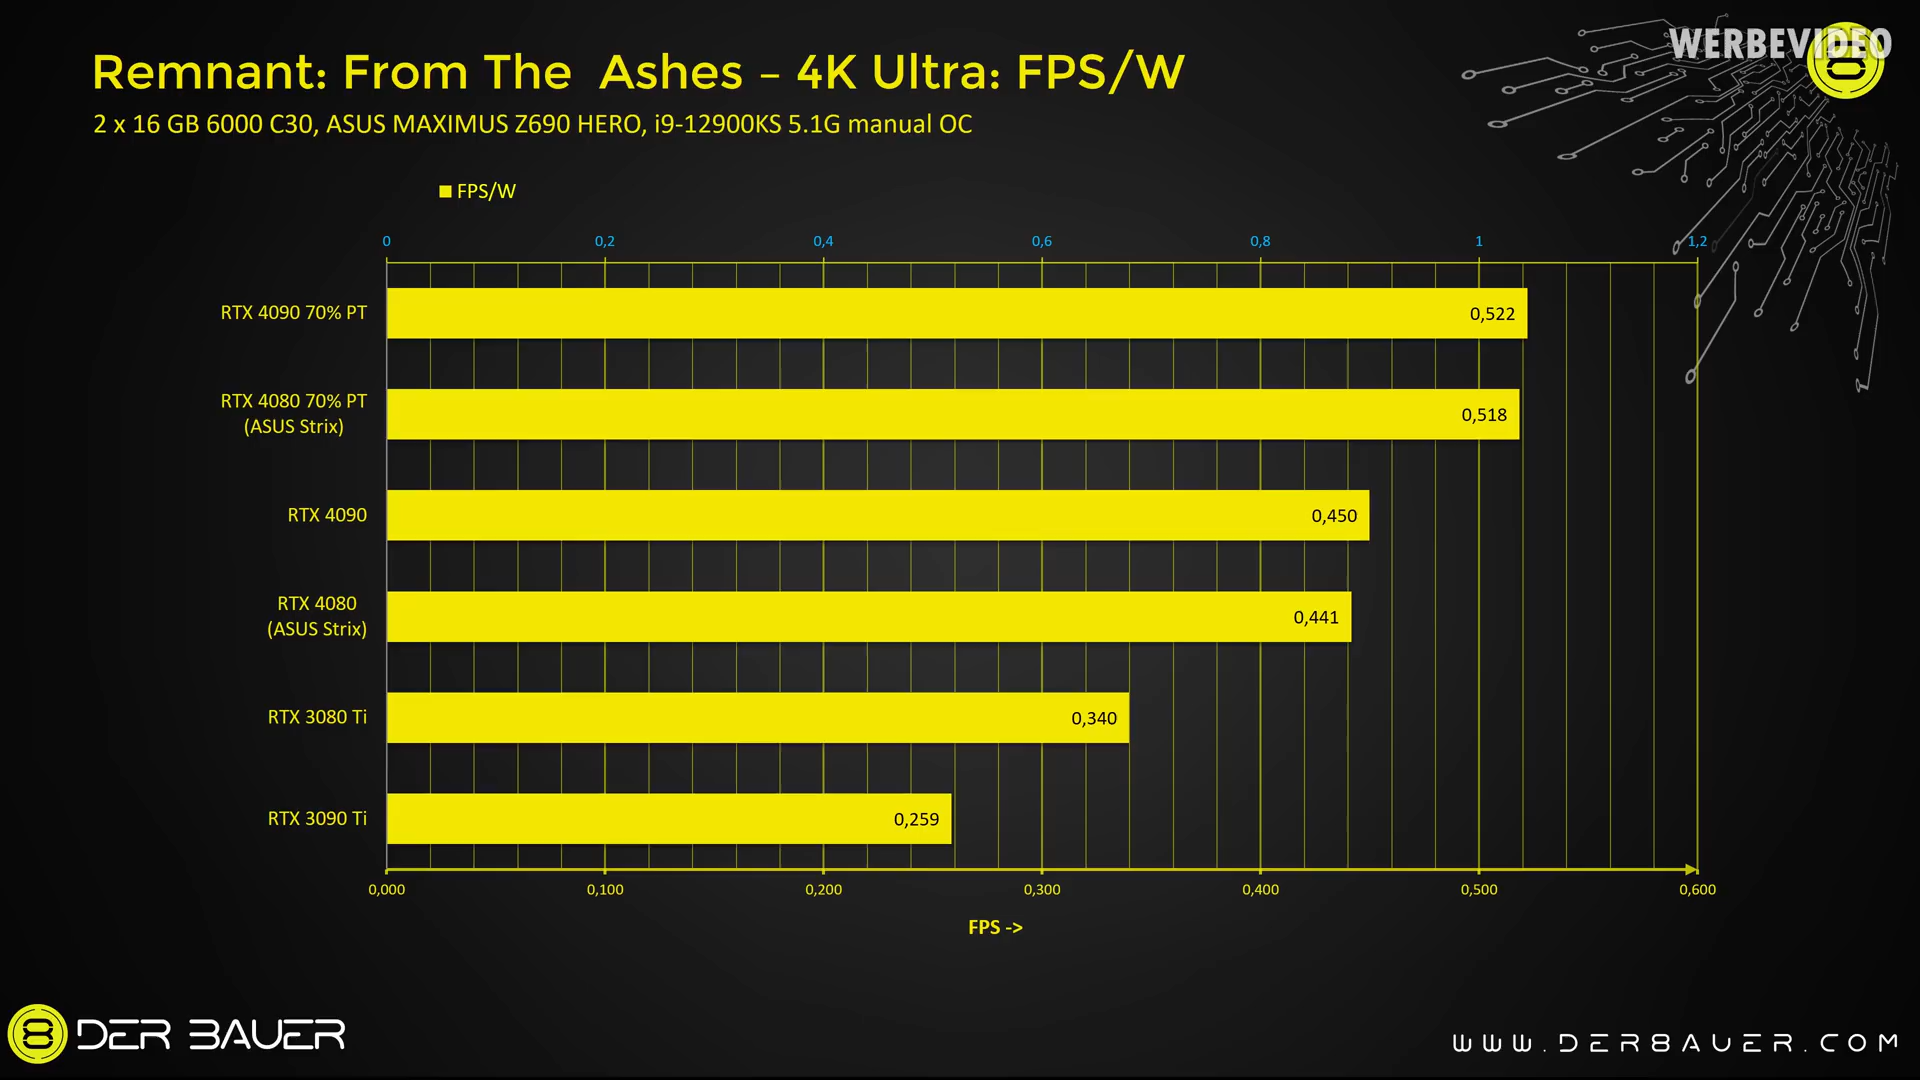 WERBEVIDEO
Remnant: From The  Ashes – 4K Ultra: FPS/W
2 x 16 GB 6000 C30, ASUS MAXIMUS Z690 HERO, i9-12900KS 5.1G manual OC
FPS/W
0 0,2 0,4 0,6 0,8 1 1,2
RTX 4090 70% PT 0,522
RTX 4080 70% PT
(ASUS Strix) 0,518
RTX 4090 0,450
RTX 4080
(ASUS Strix) 0,441
RTX 3080 Ti 0,340
RTX 3090 Ti 0,259
0,000 0,100 0,200 0,300 0,400 0,500 0,600
FPS ->
8 DER 8AUER
WWW.DER8AUER.COM